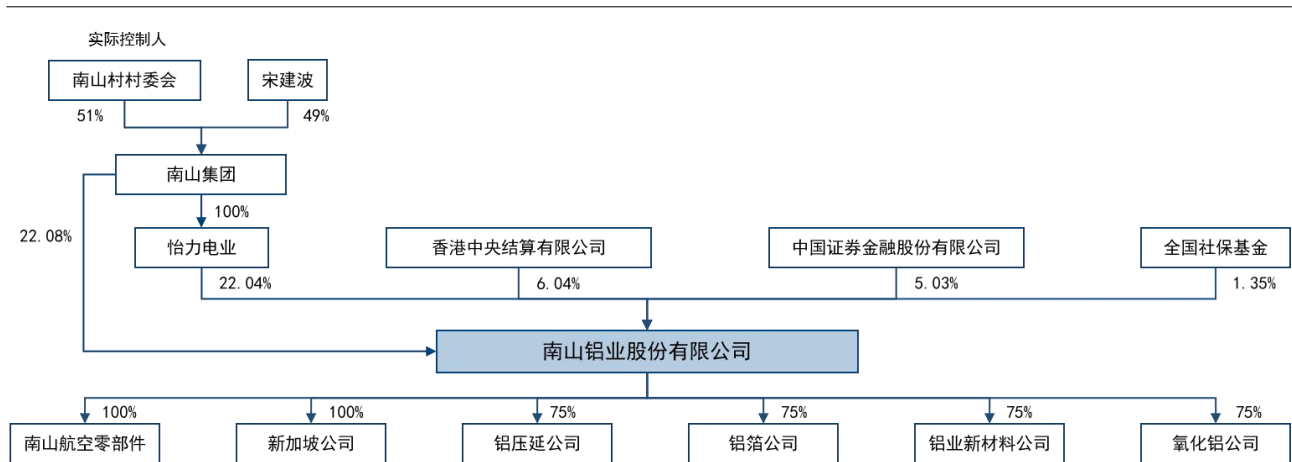 实际控制人
南山村村委会
宋建波
51%
49%
南山集团
100%
22.08%
怡力电业
香港中央结算有限公司
中国证券金融股份有限公司
全国社保基金
22.04%
6.04%
5.03%
1.35%
南山铝业股份有限公司
100%
100%
75%
75%
75%
75%
南山航空零部件
新加坡公司
铝压延公司
铝箔公司
铝业新材料公司
氧化铝公司